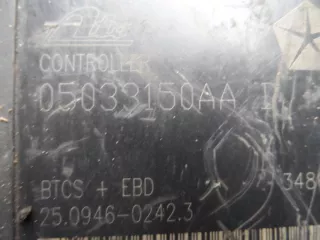 CONTROLLER
05033150AA
348
BTCS + EBD
25.0946-0242.3